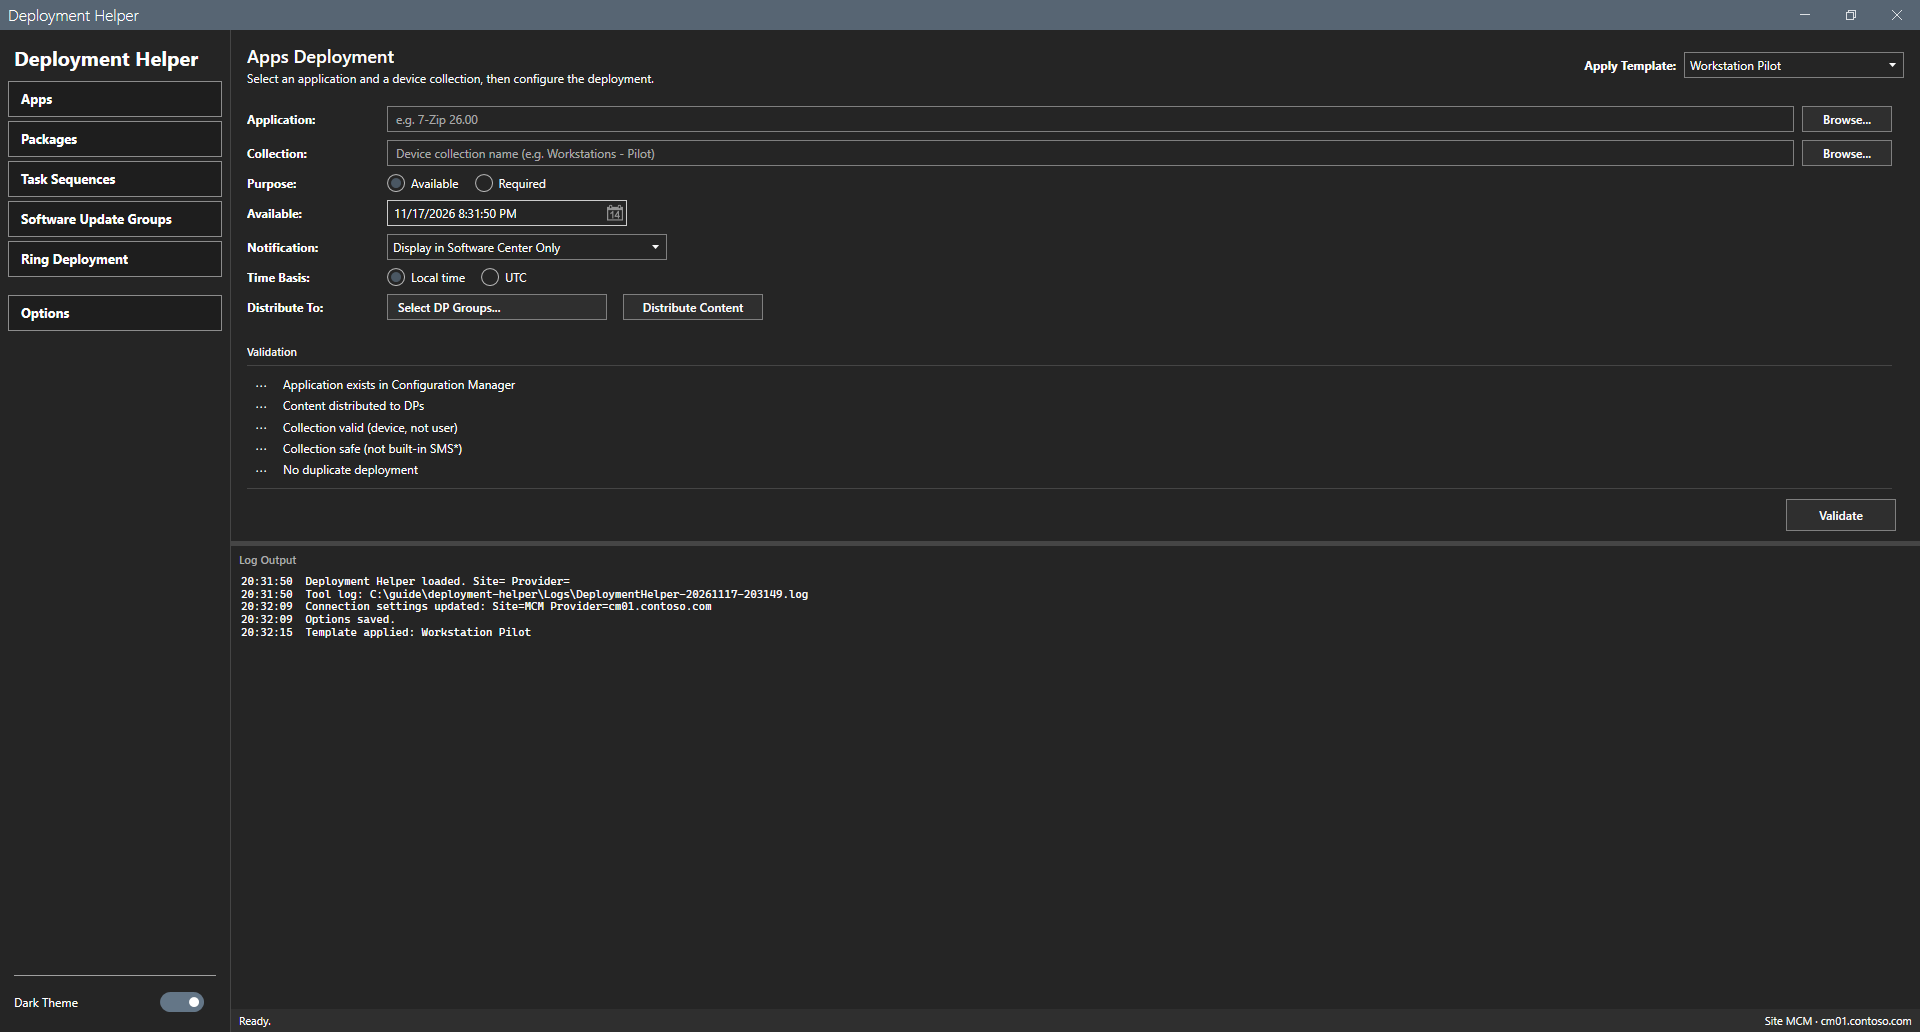 Deployment Helper
Deployment Helper
Apps
Packages
Task Sequences
Software Update Groups
Ring Deployment
Options
Dark Theme
Apps Deployment
Select an application and a device collection, then configure the deployment.
Apply Template: Workstation Pilot
Application: e.g. 7-Zip 26.00 Browse...
Collection: Device collection name (e.g. Workstations - Pilot) Browse...
Purpose: Available Required
Available: 11/17/2026 8:31:50 PM 14
Notification: Display in Software Center Only
Time Basis: Local time UTC
Distribute To: Select DP Groups... Distribute Content
Validation
... Application exists in Configuration Manager
... Content distributed to DPs
... Collection valid (device, not user)
... Collection safe (not built-in SMS*)
... No duplicate deployment
Validate
Log Output
20:31:50 Deployment Helper loaded. Site= Provider=
20:31:50 Tool log: C:\guide\deployment-helper\Logs\DeploymentHelper-20261117-203149.log
20:32:09 Connection settings updated: Site=MCM Provider=cm01.contoso.com
20:32:09 Options saved.
20:32:15 Template applied: Workstation Pilot
Ready.
Site MCM · cm01.contoso.com